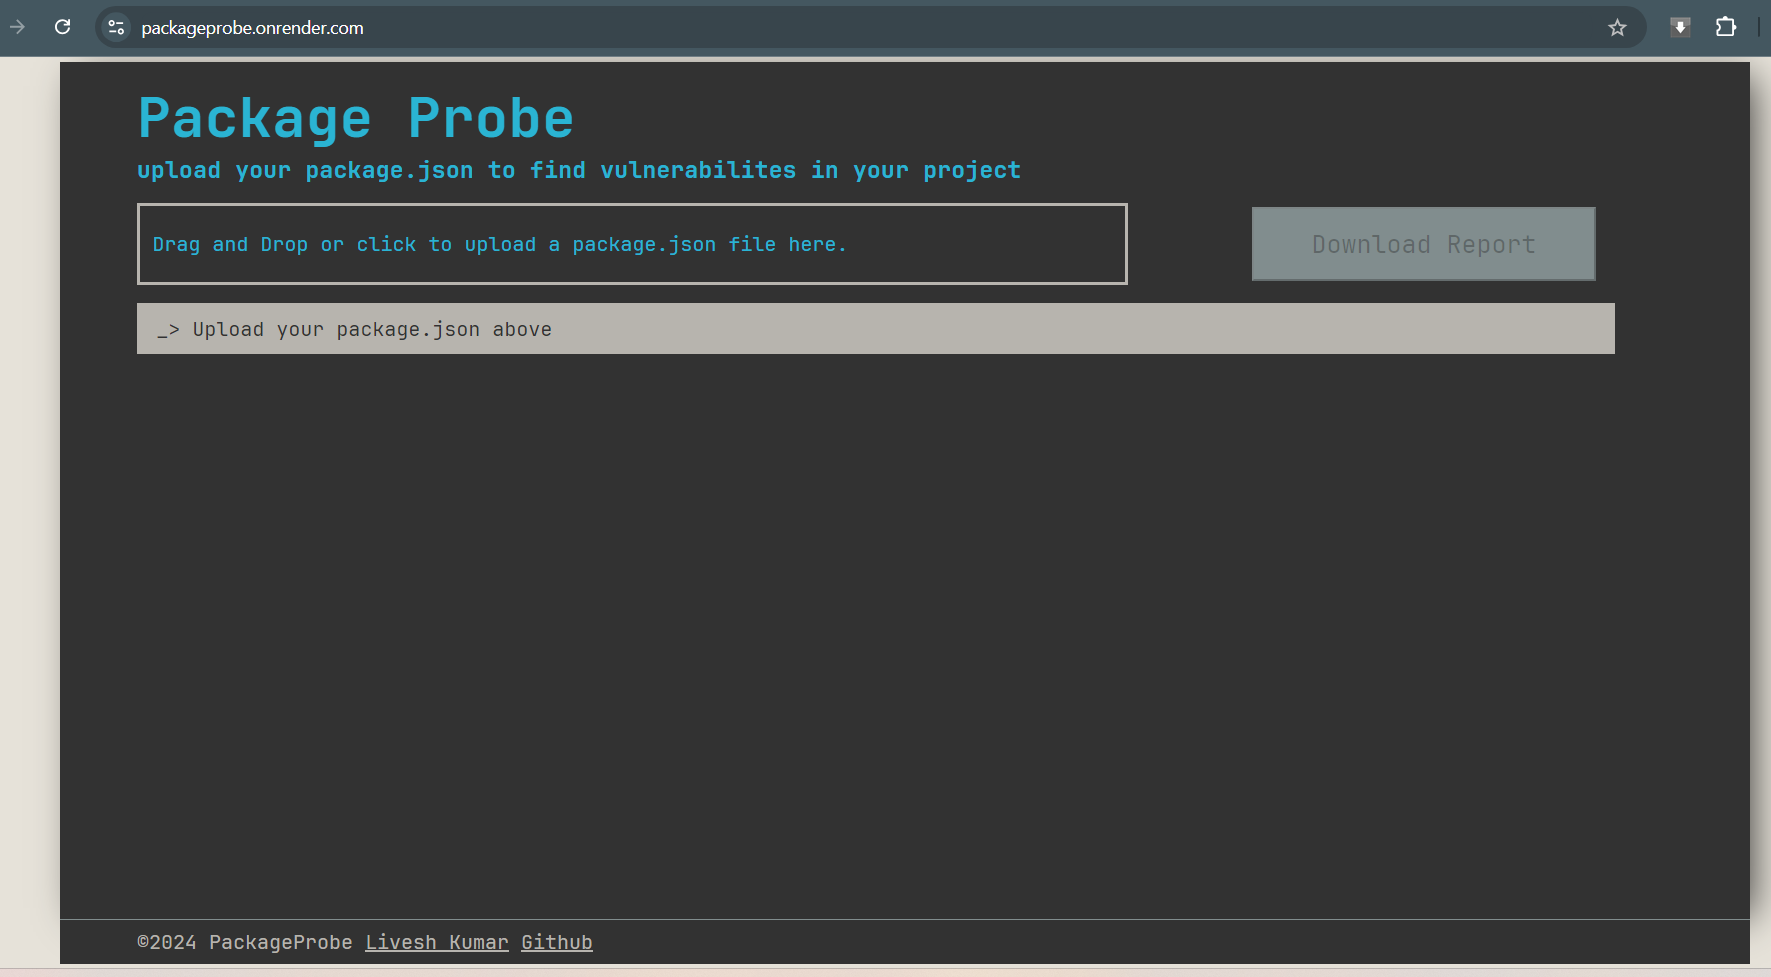 packageprobe.onrender.com
Package Probe
upload your package.json to find vulnerabilites in your project
Drag and Drop or click to upload a package.json file here.
Download Report
_> Upload your package.json above
©2024 PackageProbe Livesh Kumar Github